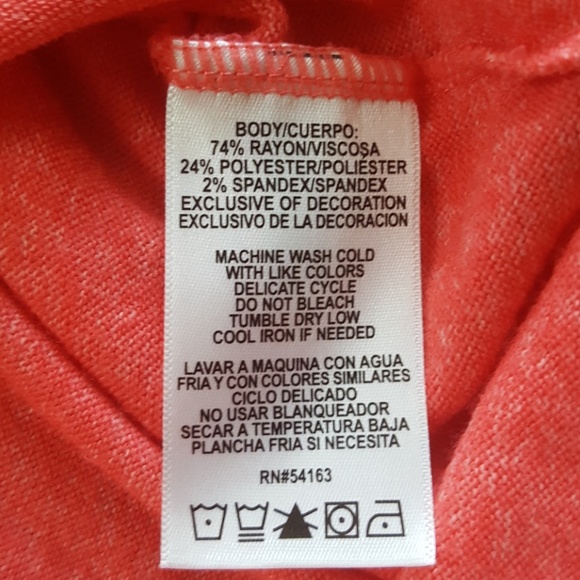 BODY/CUERPO:
74% RAYON/VISCOSA
24% POLYESTER/POLIÉSTER
2% SPANDEX/SPANDEX
EXCLUSIVE OF DECORATION
EXCLUSIVO DE LA DECORACION
MACHINE WASH COLD
WITH LIKE COLORS
DELICATE CYCLE
DO NOT BLEACH
TUMBLE DRY LOW
COOL IRON IF NEEDED
LAVAR A MAQUINA CON AGUA
FRIA Y CON COLORES SIMILARES
CICLO DELICADO
NO USAR BLANQUEADOR
SECAR A TEMPERATURA BAJA
PLANCHA FRIA SI NECESITA
RN#54163